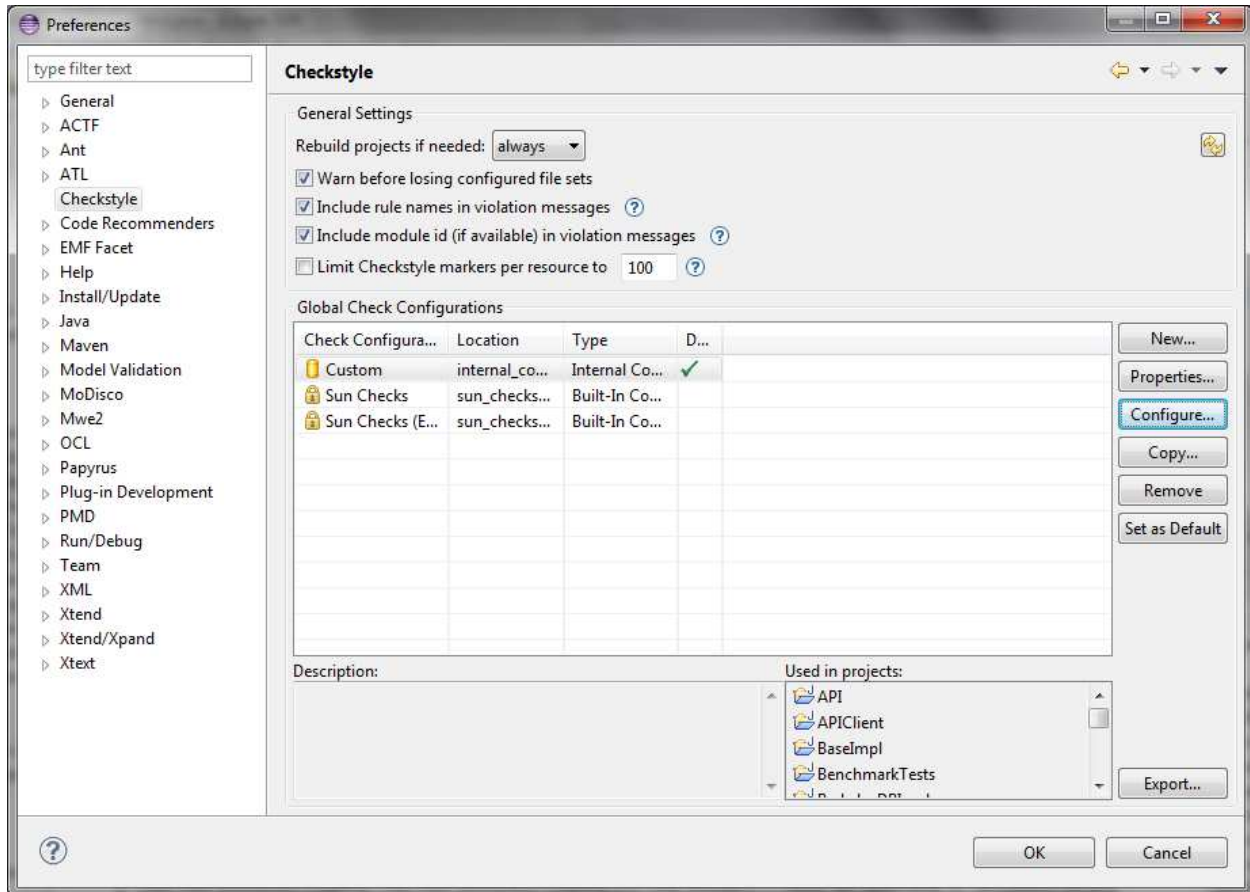 Preferences
type filter text
General
ACTF
Ant
ATL
Checkstyle
Code Recommenders
EMF Facet
Help
Install/Update
Java
Maven
Model Validation
MoDisco
Mwe2
OCL
Papyrus
Plug-in Development
PMD
Run/Debug
Team
XML
Xtend
Xtend/Xpand
Xtext
Checkstyle
General Settings
Rebuild projects if needed: always
Warn before losing configured file sets
Include rule names in violation messages
Include module id (if available) in violation messages
Limit Checkstyle markers per resource to 100
Global Check Configurations
Check Configura... Location Type D...
Custom internal_co... Internal Co...
Sun Checks sun_checks... Built-In Co...
Sun Checks (E... sun_checks... Built-In Co...
New...
Properties...
Configure...
Copy...
Remove
Set as Default
Description:
Used in projects:
API
APIClient
BaseImpl
BenchmarkTests
Export...
OK Cancel